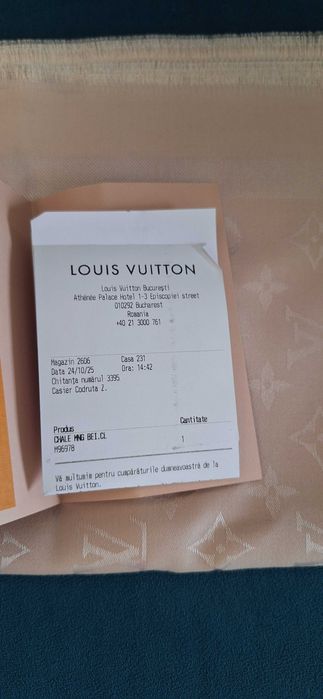 LOUIS VUITTON
Louis Vuitton București
Athénée Palace Hotel 1-3 Episcopiei street
010292 Bucharest
Romania
+40 21 3000 761
Magazin 2606 Casa 231
Data 24/10/25 Ora: 14:42
Chitanța numărul 3395
Casier Codruta Z.
Produs Cantitate
CHALE MNG BEI.CL 1
M96978
Vă mulțumim pentru cumpărăturile dumneavoastră de la
Louis Vuitton.